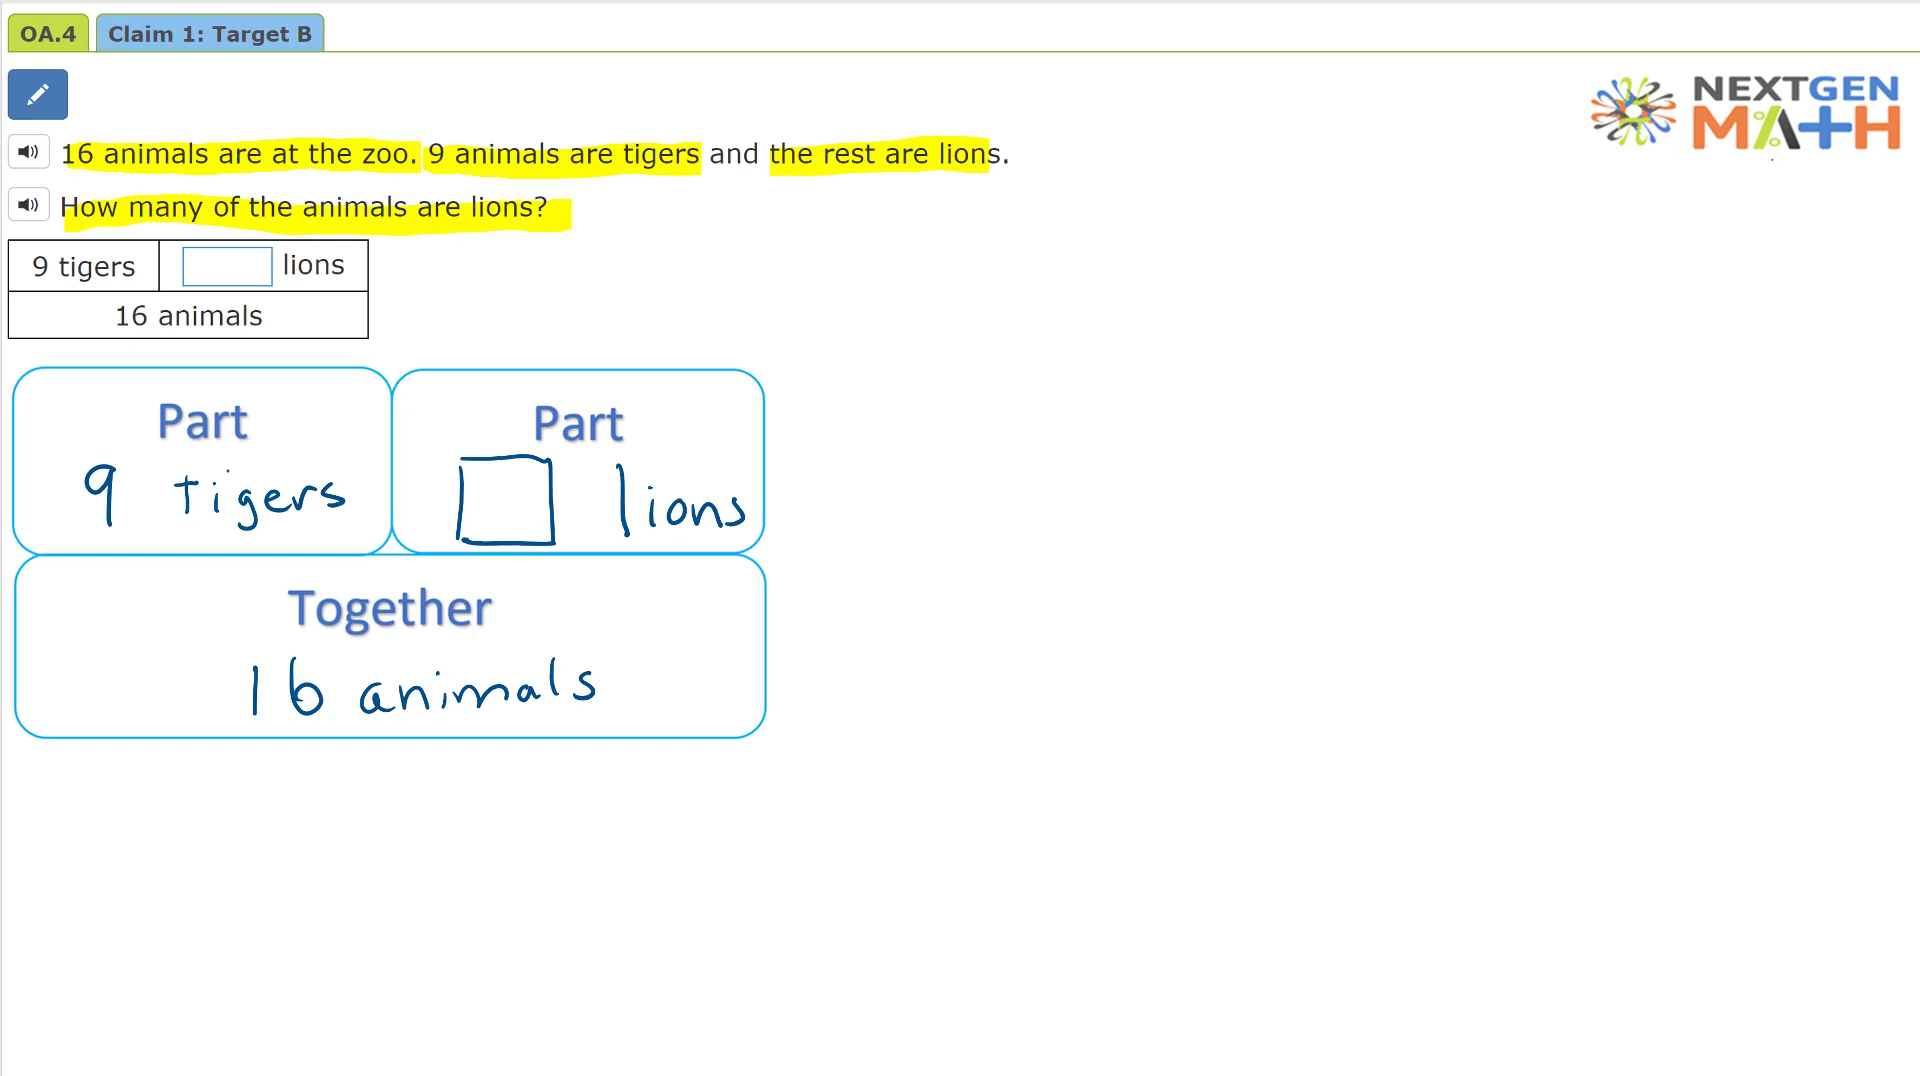 OA.4 Claim 1: Target B
NEXTGEN
MATH
16 animals are at the zoo. 9 animals are tigers and the rest are lions.
How many of the animals are lions?
9 tigers lions
16 animals
Part Part
9 tigers lions
Together
16 animals